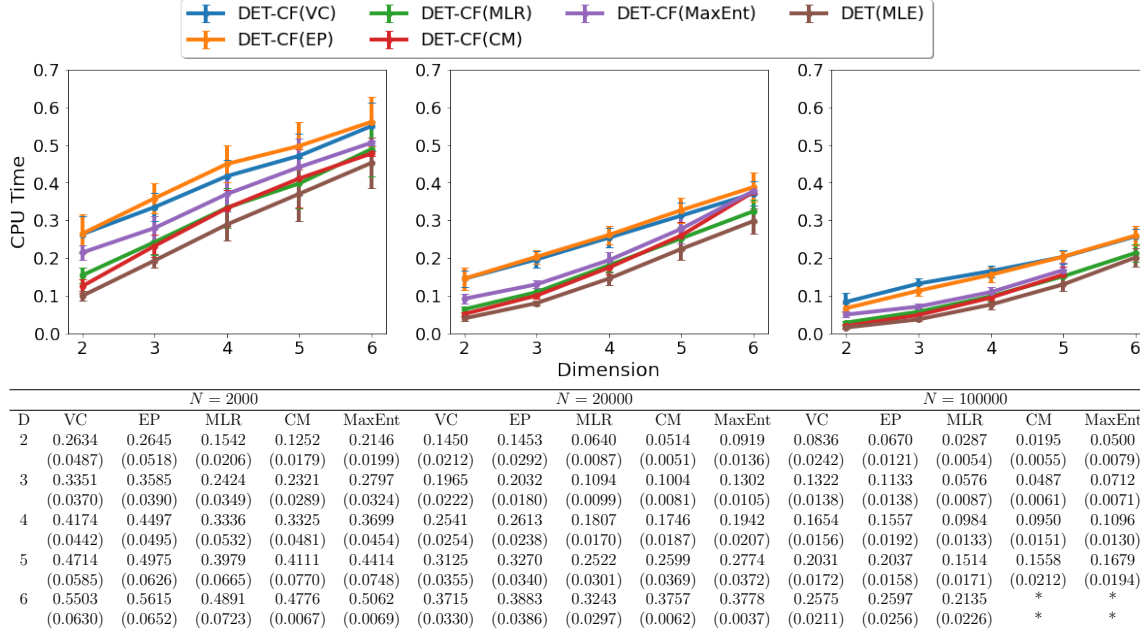 DET-CF(VC) DET-CF(MLR) DET-CF(MaxEnt) DET(MLE)
DET-CF(EP) DET-CF(CM)
0.7 0.7 0.7
0.6 0.6 0.6
0.5 0.5 0.5
0.4 0.4 0.4
0.3 0.3 0.3
0.2 0.2 0.2
0.1 0.1 0.1
0.0 0.0 0.0
CPU Time
2 3 4 5 6 2 3 4 5 6 2 3 4 5 6
Dimension
N = 2000 N = 20000 N = 100000
D VC EP MLR CM MaxEnt VC EP MLR CM MaxEnt VC EP MLR CM MaxEnt
2 0.2634 0.2645 0.1542 0.1252 0.2146 0.1450 0.1453 0.0640 0.0514 0.0919 0.0836 0.0670 0.0287 0.0195 0.0500
(0.0487) (0.0518) (0.0206) (0.0179) (0.0199) (0.0212) (0.0292) (0.0087) (0.0051) (0.0136) (0.0242) (0.0121) (0.0054) (0.0055) (0.0079)
3 0.3351 0.3585 0.2424 0.2321 0.2797 0.1965 0.2032 0.1094 0.1004 0.1302 0.1322 0.1133 0.0576 0.0487 0.0712
(0.0370) (0.0390) (0.0349) (0.0289) (0.0324) (0.0222) (0.0180) (0.0099) (0.0081) (0.0105) (0.0138) (0.0138) (0.0087) (0.0061) (0.0071)
4 0.4174 0.4497 0.3336 0.3325 0.3699 0.2541 0.2613 0.1807 0.1746 0.1942 0.1654 0.1557 0.0984 0.0950 0.1096
(0.0442) (0.0495) (0.0532) (0.0481) (0.0454) (0.0254) (0.0238) (0.0170) (0.0187) (0.0207) (0.0156) (0.0192) (0.0133) (0.0151) (0.0130)
5 0.4714 0.4975 0.3979 0.4111 0.4414 0.3125 0.3270 0.2522 0.2599 0.2774 0.2031 0.2037 0.1514 0.1558 0.1679
(0.0585) (0.0626) (0.0665) (0.0770) (0.0748) (0.0355) (0.0340) (0.0301) (0.0369) (0.0372) (0.0172) (0.0158) (0.0171) (0.0212) (0.0194)
6 0.5503 0.5615 0.4891 0.4776 0.5062 0.3715 0.3883 0.3243 0.3757 0.3778 0.2575 0.2597 0.2135 * *
(0.0630) (0.0652) (0.0723) (0.0067) (0.0069) (0.0330) (0.0386) (0.0297) (0.0062) (0.0037) (0.0211) (0.0256) (0.0226) * *